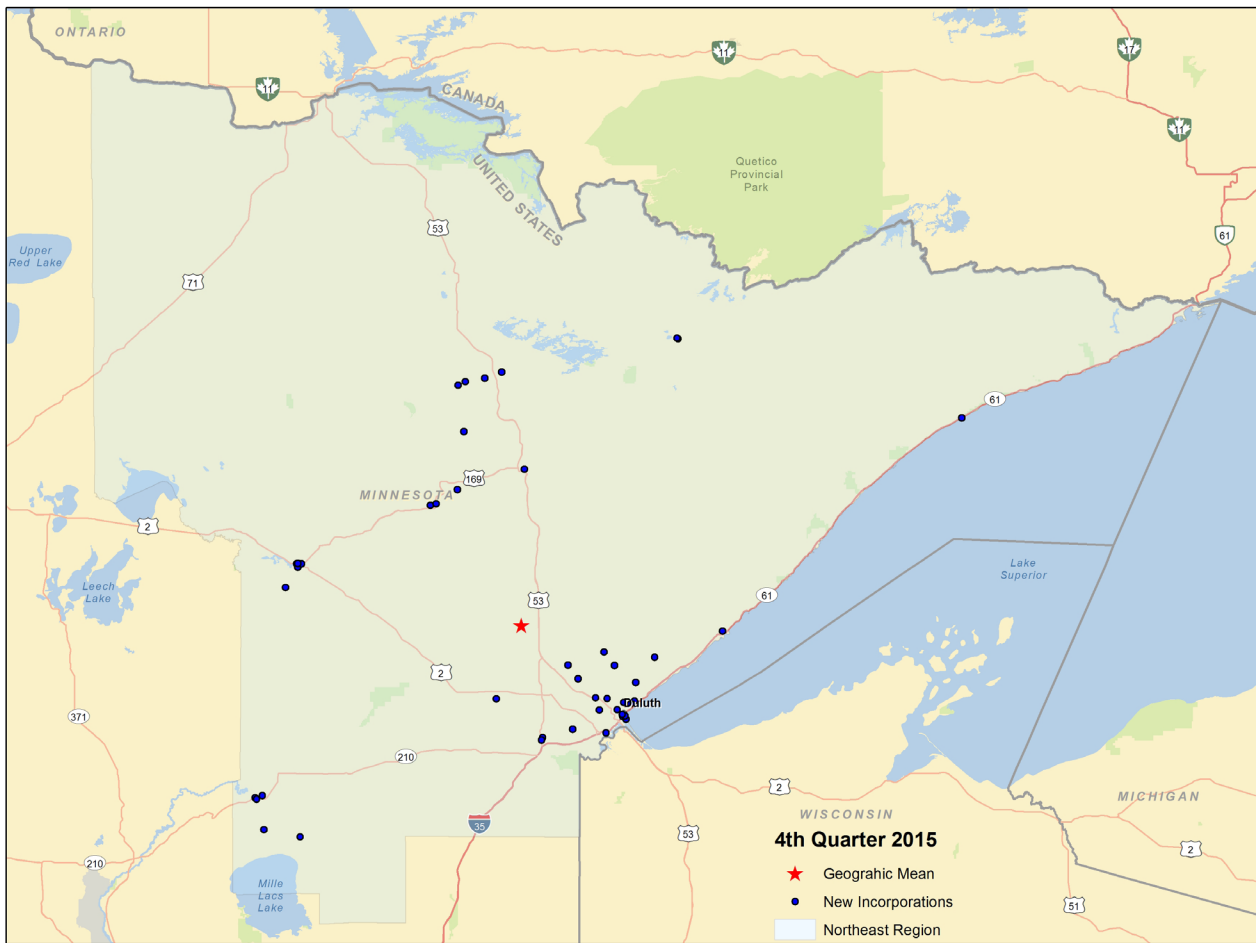 ONTARIO
11
17
11
CANADA
11
Quetico
Provincial
Park
UNITED STATES
53
61
Upper
Red Lake
71
61
169
MINNESOTA
2
Lake
Superior
Leech
Lake
53
61
2
Duluth
371
210
2
MICHIGAN
WISCONSIN
35
53
4th Quarter 2015
2
210
Geograhic Mean
Mille
Lacs
Lake
New Incorporations
51
Northeast Region